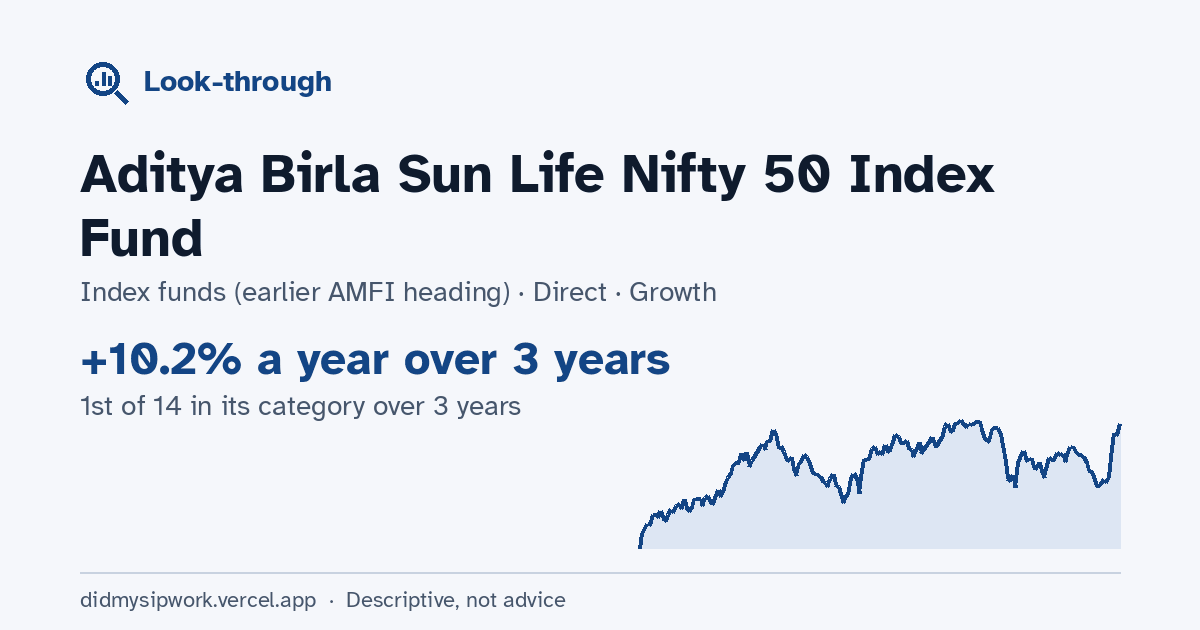 Look-through
Aditya Birla Sun Life Nifty 50 Index
Fund
Index funds (earlier AMFI heading) · Direct · Growth
+10.2% a year over 3 years
1st of 14 in its category over 3 years
didmysipwork.vercel.app · Descriptive, not advice